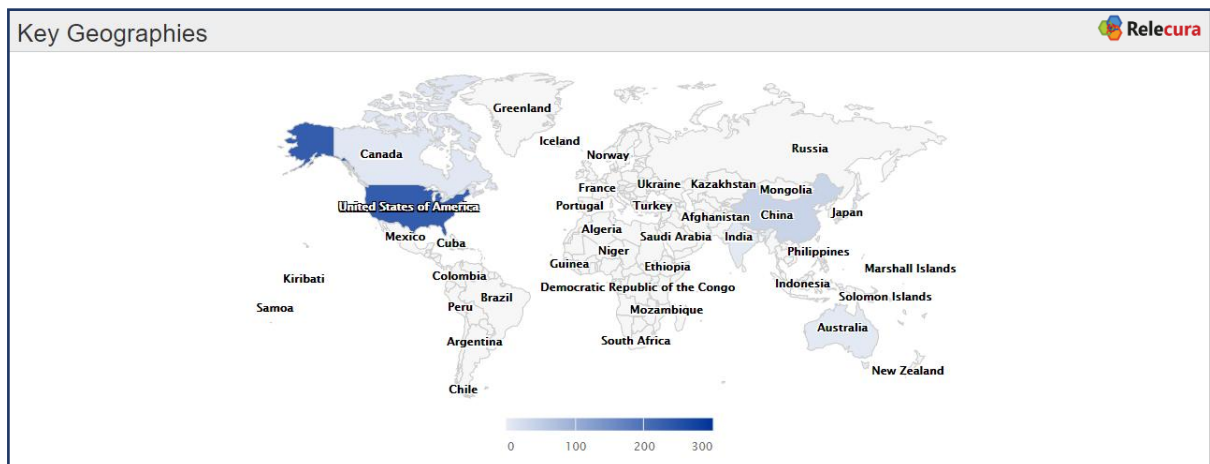 Key Geographies
Relecura
Greenland
Iceland
Canada
Norway
Russia
United States of America
France
Ukraine
Kazakhstan
Mongolia
Portugal
Turkey
Afghanistan
China
Japan
Mexico
Cuba
Algeria
Saudi Arabia
India
Niger
Philippines
Guinea
Ethiopia
Marshall Islands
Kiribati
Colombia
Democratic Republic of the Congo
Indonesia
Solomon Islands
Samoa
Peru
Brazil
Mozambique
Australia
Argentina
South Africa
New Zealand
Chile
0 100 200 300